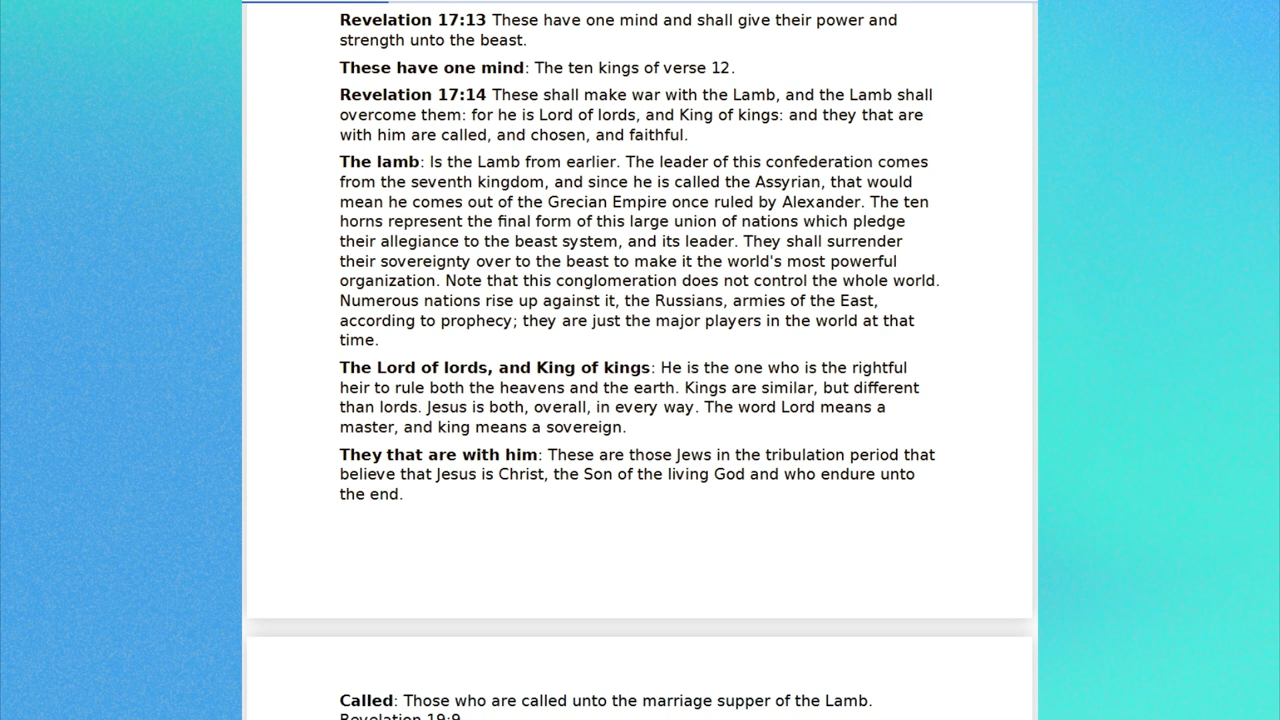 Revelation 17:13 These have one mind and shall give their power and
strength unto the beast.
These have one mind: The ten kings of verse 12.
Revelation 17:14 These shall make war with the Lamb, and the Lamb shall
overcome them: for he is Lord of lords, and King of kings: and they that are
with him are called, and chosen, and faithful.
The lamb: Is the Lamb from earlier. The leader of this confederation comes
from the seventh kingdom, and since he is called the Assyrian, that would
mean he comes out of the Grecian Empire once ruled by Alexander. The ten
horns represent the final form of this large union of nations which pledge
their allegiance to the beast system, and its leader. They shall surrender
their sovereignty over to the beast to make it the world's most powerful
organization. Note that this conglomeration does not control the whole world.
Numerous nations rise up against it, the Russians, armies of the East,
according to prophecy; they are just the major players in the world at that
time.
The Lord of lords, and King of kings: He is the one who is the rightful
heir to rule both the heavens and the earth. Kings are similar, but different
than lords. Jesus is both, overall, in every way. The word Lord means a
master, and king means a sovereign.
They that are with him: These are those Jews in the tribulation period that
believe that Jesus is Christ, the Son of the living God and who endure unto
the end.
Called: Those who are called unto the marriage supper of the Lamb.
Revelation 19:9